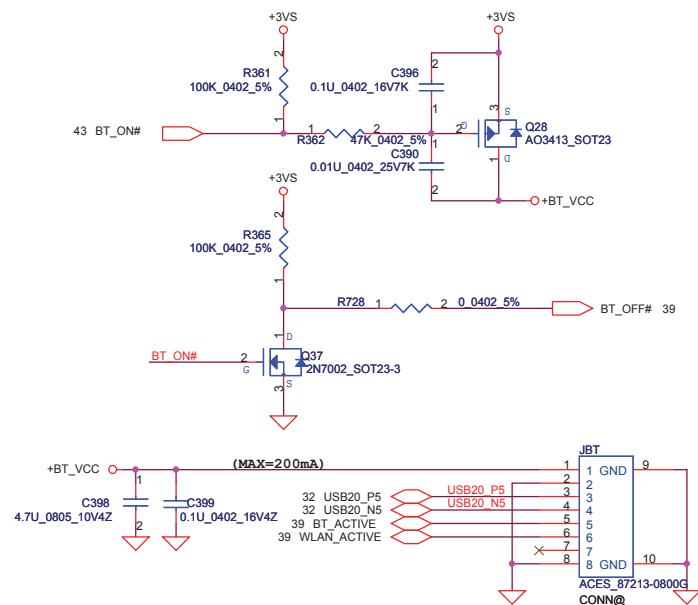 +3VS
+3VS
2
R361
100K_0402_5%
1
C396
0.1U_0402_16V7K
2
1
3
S
Q28
AO3413_SOT23
43 BT_ON#
1
R362
2
47K_0402_5%
2
G
1
D
1
C390
0.01U_0402_25V7K
2
+BT_VCC
+3VS
2
R365
100K_0402_5%
1
R728
1
2
0_0402_5%
BT_OFF# 39
1
D
BT_ON#
2
G
Q37
2N7002_SOT23-3
3
S
+BT_VCC
(MAX=200mA)
1
C398
4.7U_0805_10V4Z
2
C399
0.1U_0402_16V4Z
JBT
1 1 GND 9
2 2
32 USB20_P5 USB20_P5 3 3
32 USB20_N5 USB20_N5 4 4
39 BT_ACTIVE 5 5
39 WLAN_ACTIVE 6 6
7 7
8 8 GND 10
ACES_87213-0800G
CONN@